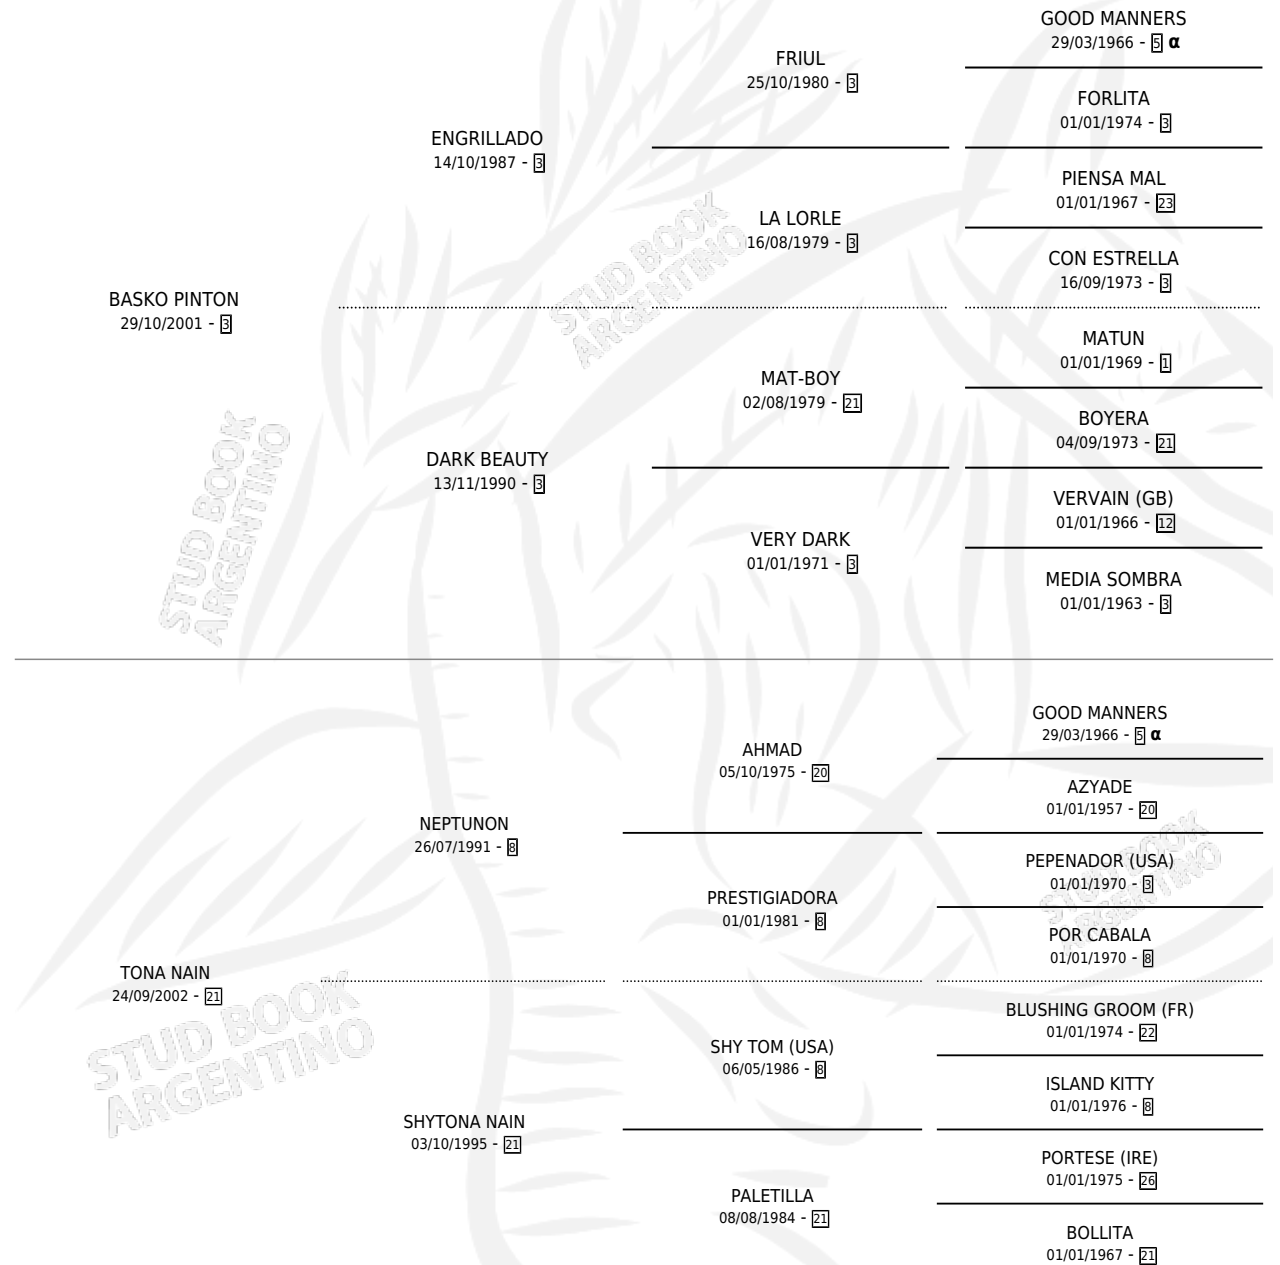 GOOD MANNERS
29/03/1966 - 5 α
FRIUL
25/10/1980 - 3
FORLITA
01/01/1974 - 3
ENGRILLADO
14/10/1987 - 3
PIENSA MAL
01/01/1967 - 23
LA LORLE
16/08/1979 - 3
CON ESTRELLA
16/09/1973 - 3
BASKO PINTON
29/10/2001 - 3
MATUN
01/01/1969 - 1
MAT-BOY
02/08/1979 - 21
BOYERA
04/09/1973 - 21
DARK BEAUTY
13/11/1990 - 3
VERVAIN (GB)
01/01/1966 - 12
VERY DARK
01/01/1971 - 3
MEDIA SOMBRA
01/01/1963 - 3
STUD BOOK
ARGENTINO
STUD BOOK
ARGENTINO
GOOD MANNERS
29/03/1966 - 5 α
AHMAD
05/10/1975 - 20
AZYADE
01/01/1957 - 20
NEPTUNON
26/07/1991 - 8
PEPENADOR (USA)
01/01/1970 - 3
PRESTIGIADORA
01/01/1981 - 8
POR CABALA
01/01/1970 - 8
TONA NAIN
24/09/2002 - 21
BLUSHING GROOM (FR)
01/01/1974 - 22
SHY TOM (USA)
06/05/1986 - 8
ISLAND KITTY
01/01/1976 - 8
SHYTONA NAIN
03/10/1995 - 21
PORTESE (IRE)
01/01/1975 - 26
PALETILLA
08/08/1984 - 21
BOLLITA
01/01/1967 - 21
STUD BOOK
ARGENTINO
STUD BOOK
ARGENTINO